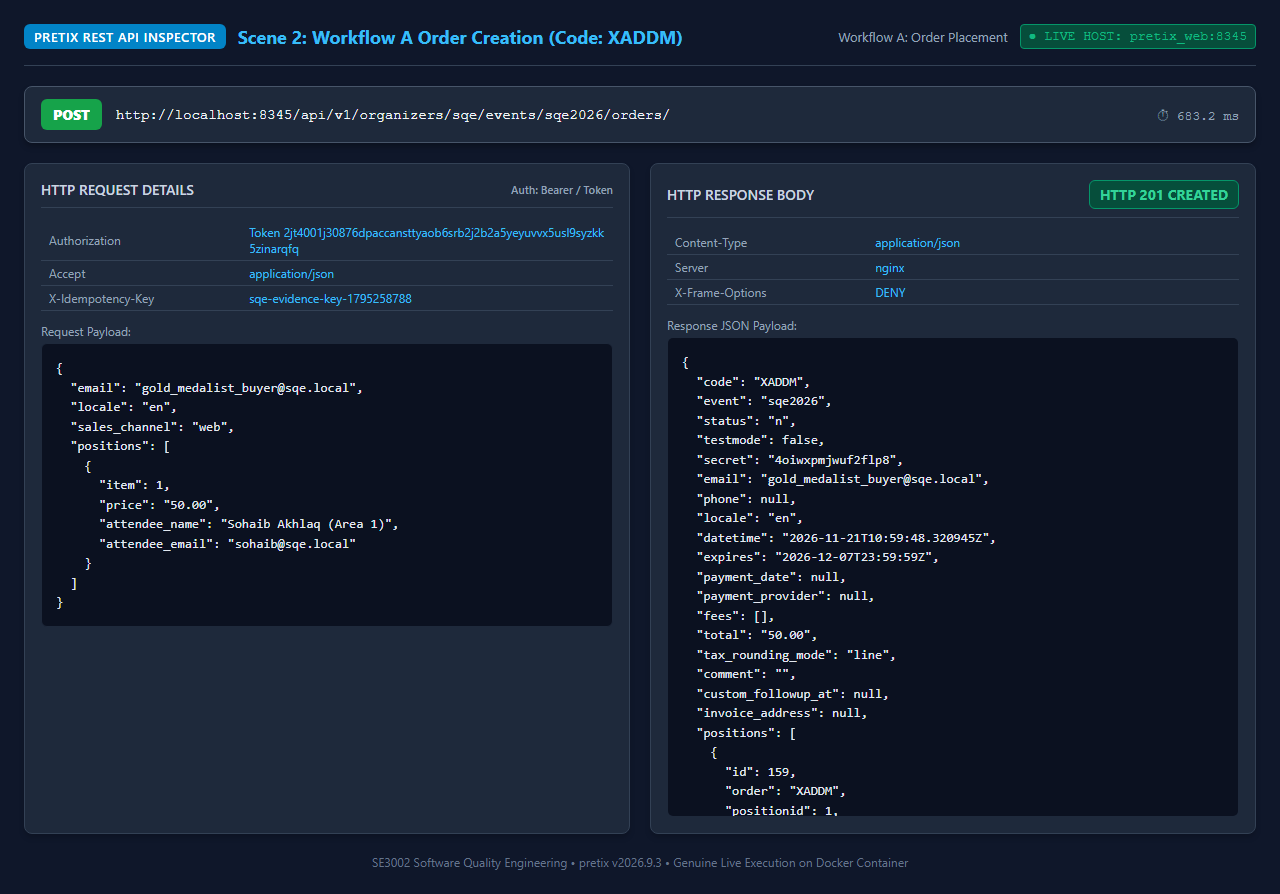 PRETIX REST API INSPECTOR
Scene 2: Workflow A Order Creation (Code: XADDM)
Workflow A: Order Placement
● LIVE HOST: pretix_web:8345
POST
http://localhost:8345/api/v1/organizers/sqe/events/sqe2026/orders/
⏱ 683.2 ms
HTTP REQUEST DETAILS
Auth: Bearer / Token
Authorization
Token 2jt4001j30876dpaccansttyaob6srb2j2b2a5yeyuvvx5usl9syzkk
5zinarqfq
Accept
application/json
X-Idempotency-Key
sqe-evidence-key-1795258788
Request Payload:
{
  "email": "gold_medalist_buyer@sqe.local",
  "locale": "en",
  "sales_channel": "web",
  "positions": [
    {
      "item": 1,
      "price": "50.00",
      "attendee_name": "Sohaib Akhlaq (Area 1)",
      "attendee_email": "sohaib@sqe.local"
    }
  ]
}
HTTP RESPONSE BODY
HTTP 201 CREATED
Content-Type
application/json
Server
nginx
X-Frame-Options
DENY
Response JSON Payload:
{
  "code": "XADDM",
  "event": "sqe2026",
  "status": "n",
  "testmode": false,
  "secret": "4oiwxpmjwuf2flp8",
  "email": "gold_medalist_buyer@sqe.local",
  "phone": null,
  "locale": "en",
  "datetime": "2026-11-21T10:59:48.320945Z",
  "expires": "2026-12-07T23:59:59Z",
  "payment_date": null,
  "payment_provider": null,
  "fees": [],
  "total": "50.00",
  "tax_rounding_mode": "line",
  "comment": "",
  "custom_followup_at": null,
  "invoice_address": null,
  "positions": [
    {
      "id": 159,
      "order": "XADDM",
      "positionid": 1,
SE3002 Software Quality Engineering • pretix v2026.9.3 • Genuine Live Execution on Docker Container